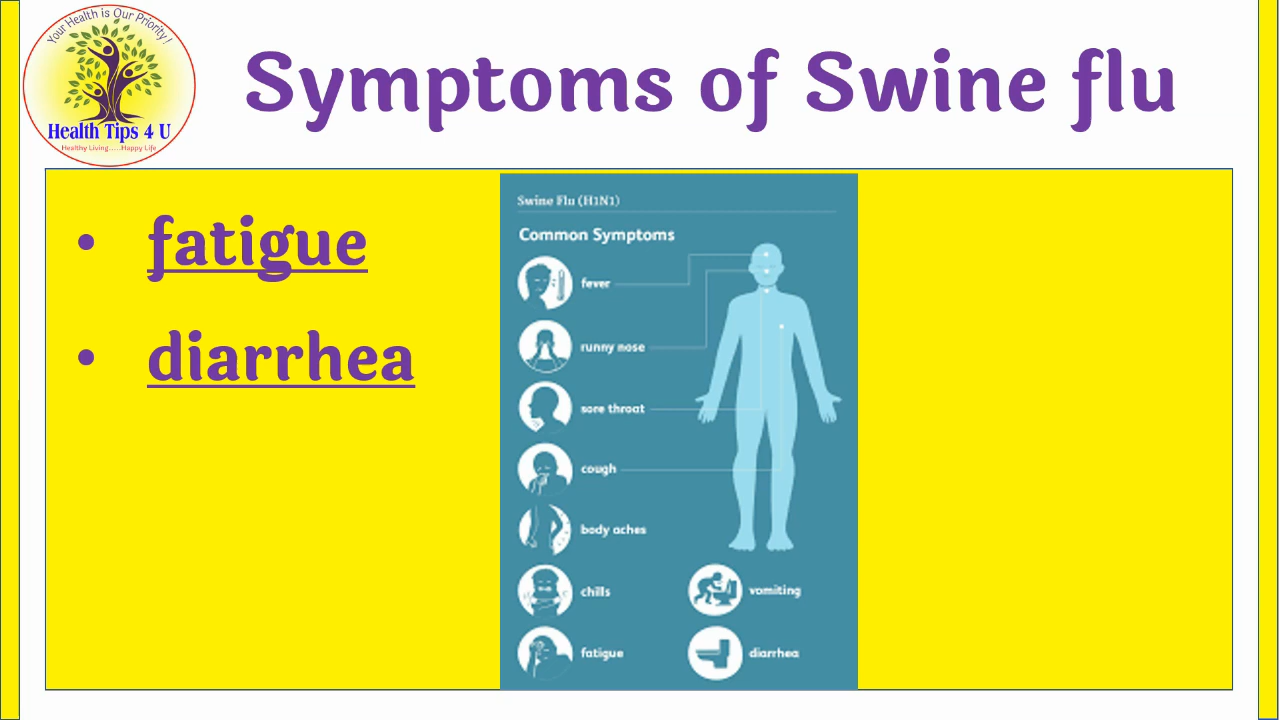 Your Health is Our Priority!
Health Tips 4 U
Healthy Living.....Happy Life
Symptoms of Swine flu
• fatigue
• diarrhea
Swine Flu (H1N1)
Common Symptoms
fever
runny nose
sore throat
cough
body aches
chills
vomiting
fatigue
diarrhea